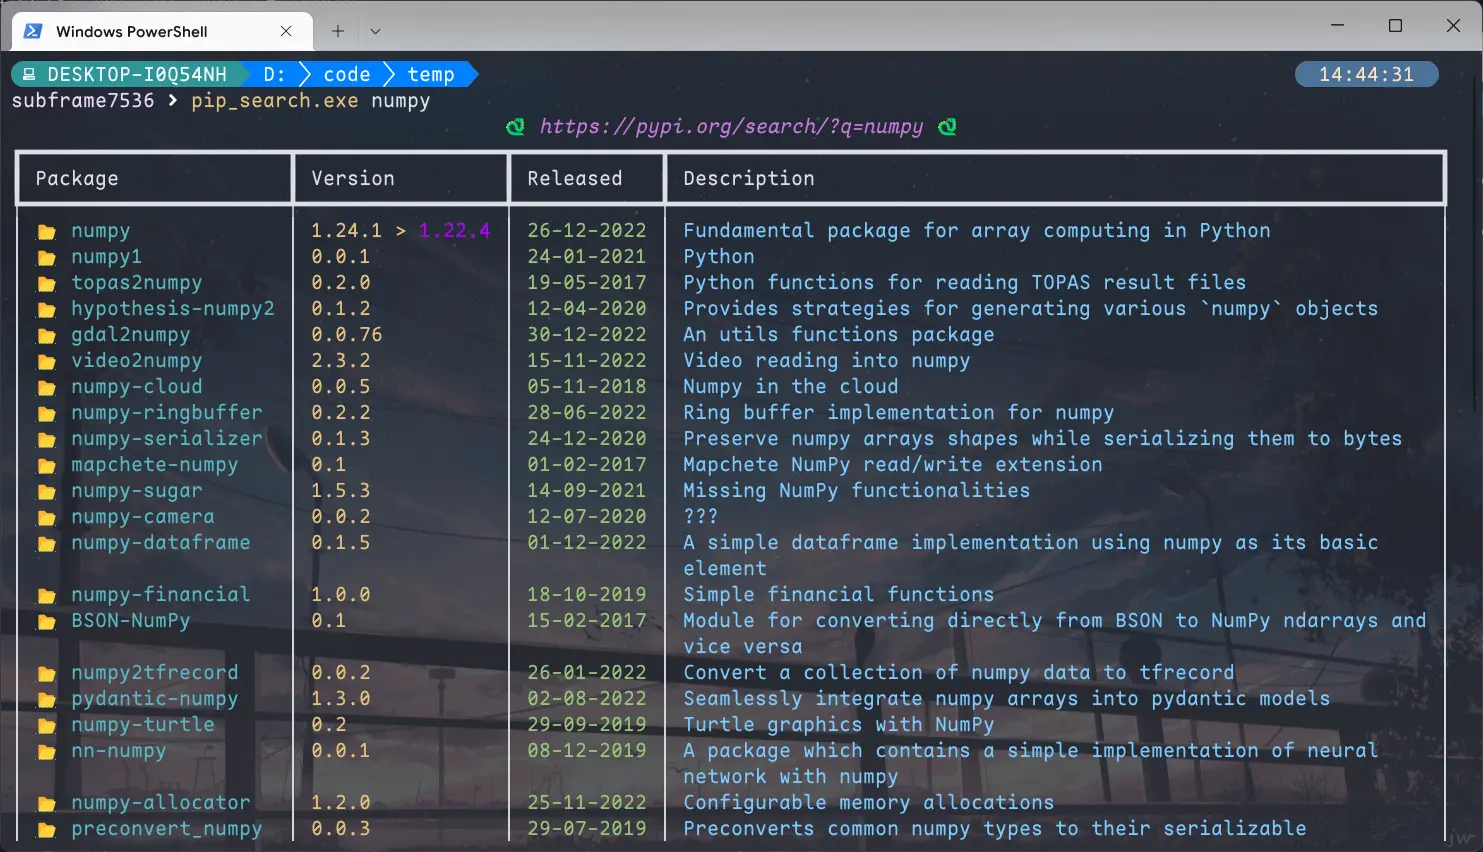 Windows PowerShell
DESKTOP-I0Q54NH D: code temp 14:44:31
subframe7536 > pip_search.exe numpy
https://pypi.org/search/?q=numpy
Package Version Released Description
numpy 1.24.1 > 1.22.4 26-12-2022 Fundamental package for array computing in Python
numpy1 0.0.1 24-01-2021 Python
topas2numpy 0.2.0 19-05-2017 Python functions for reading TOPAS result files
hypothesis-numpy2 0.1.2 12-04-2020 Provides strategies for generating various `numpy` objects
gdal2numpy 0.0.76 30-12-2022 An utils functions package
video2numpy 2.3.2 15-11-2022 Video reading into numpy
numpy-cloud 0.0.5 05-11-2018 Numpy in the cloud
numpy-ringbuffer 0.2.2 28-06-2022 Ring buffer implementation for numpy
numpy-serializer 0.1.3 24-12-2020 Preserve numpy arrays shapes while serializing them to bytes
mapchete-numpy 0.1 01-02-2017 Mapchete NumPy read/write extension
numpy-sugar 1.5.3 14-09-2021 Missing NumPy functionalities
numpy-camera 0.0.2 12-07-2020 ???
numpy-dataframe 0.1.5 01-12-2022 A simple dataframe implementation using numpy as its basic
element
numpy-financial 1.0.0 18-10-2019 Simple financial functions
BSON-NumPy 0.1 15-02-2017 Module for converting directly from BSON to NumPy ndarrays and
vice versa
numpy2tfrecord 0.0.2 26-01-2022 Convert a collection of numpy data to tfrecord
pydantic-numpy 1.3.0 02-08-2022 Seamlessly integrate numpy arrays into pydantic models
numpy-turtle 0.2 29-09-2019 Turtle graphics with NumPy
nn-numpy 0.0.1 08-12-2019 A package which contains a simple implementation of neural
network with numpy
numpy-allocator 1.2.0 25-11-2022 Configurable memory allocations
preconvert_numpy 0.0.3 29-07-2019 Preconverts common numpy types to their serializable